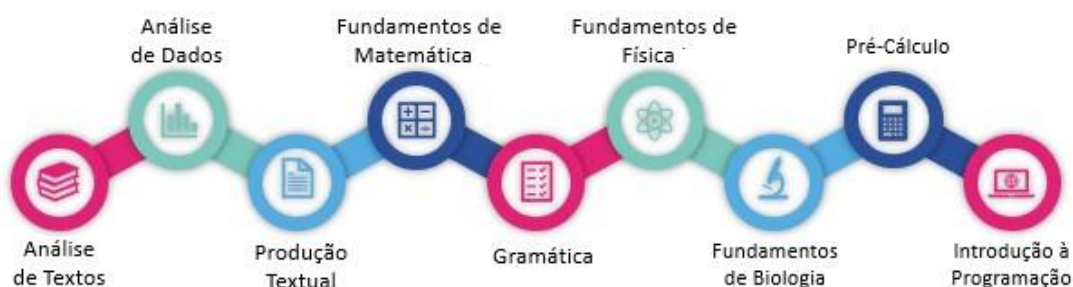 Análise
de Dados
Fundamentos de
Matemática
Fundamentos de
Física
Pré-Cálculo
Análise
de Textos
Produção
Textual
Gramática
Fundamentos
de Biologia
Introdução à
Programação